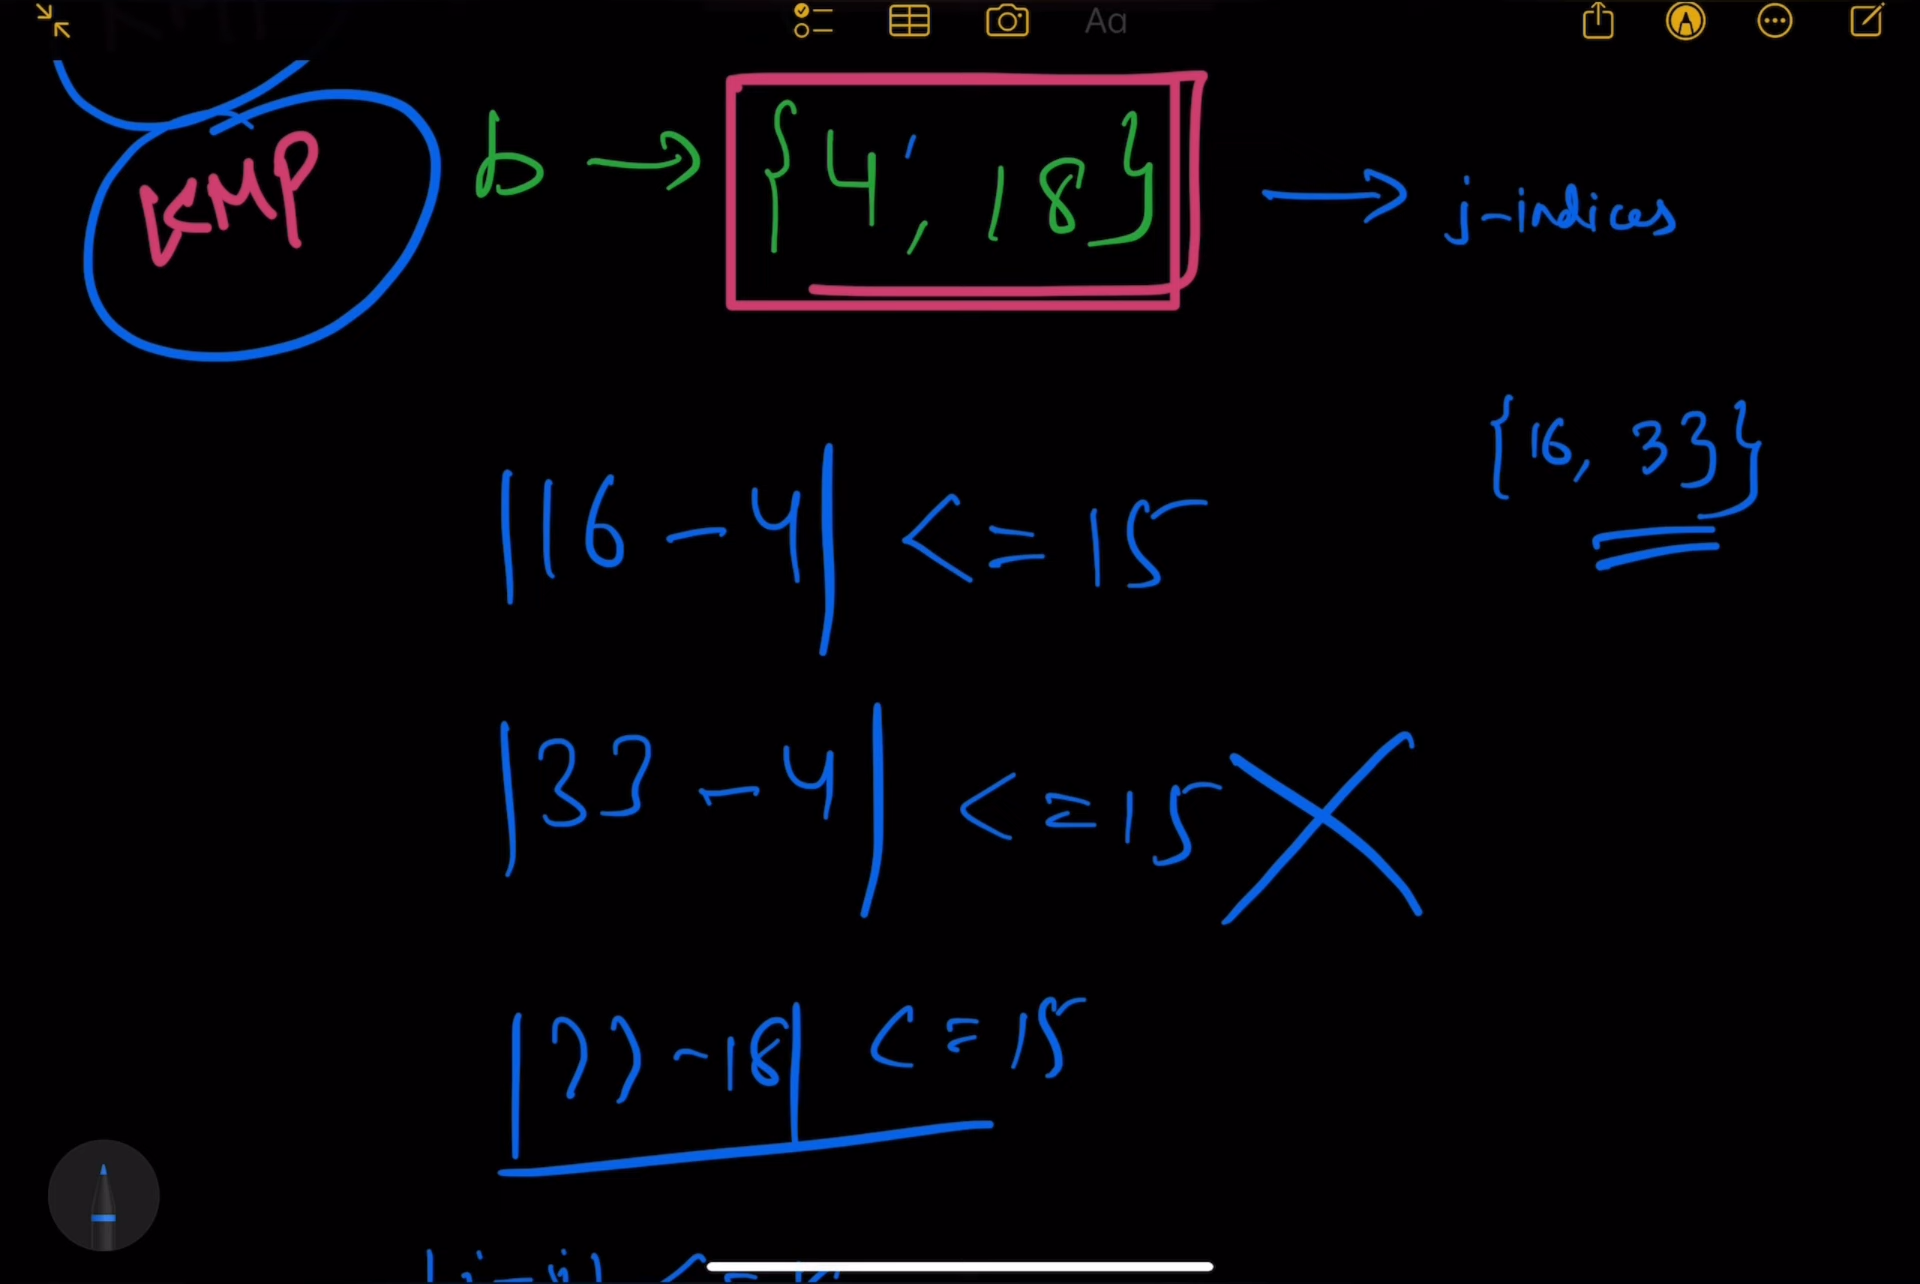 Aa
KMP b → {4, 18} → j-indices
{16, 33}
|16 - 4| <= 15
|33 - 4| <= 15 X
|33 - 18| <= 15